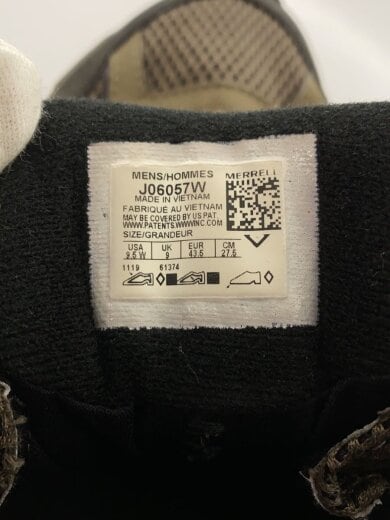 MENS/HOMMES MERRELL
J06057W
MADE IN VIETNAM
FABRIQUÉ AU VIETNAM
MAY BE COVERED BY US PAT.
WWW.PATENTS.WWWINC.COM
SIZE/GRANDEUR
USA UK EUR CM
9.5 W 9 43.5 27.5
1119 61374